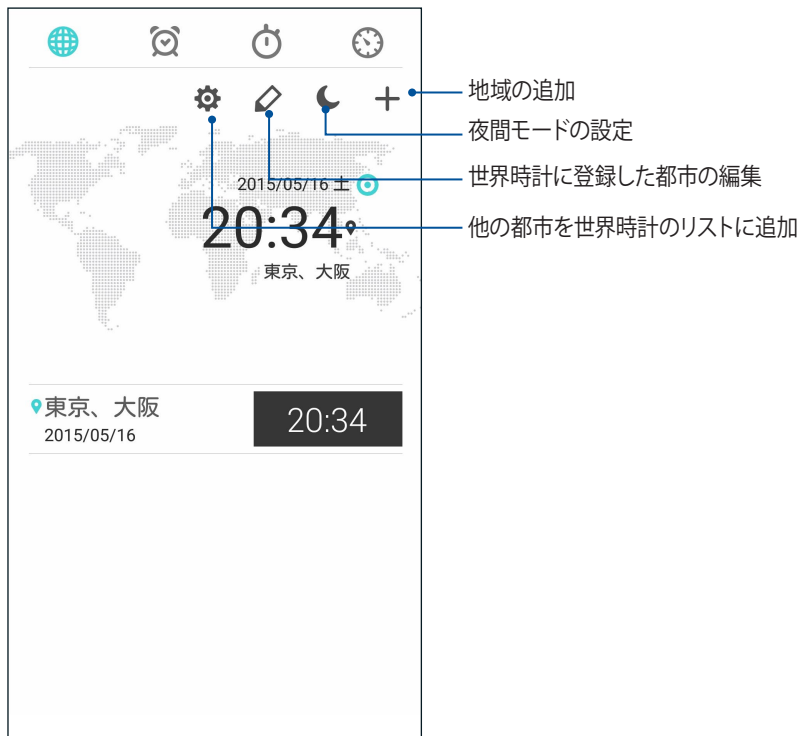 地域の追加
夜間モードの設定
世界時計に登録した都市の編集
他の都市を世界時計のリストに追加
2015/05/16 土
20:34
東京、大阪
東京、大阪
2015/05/16
20:34